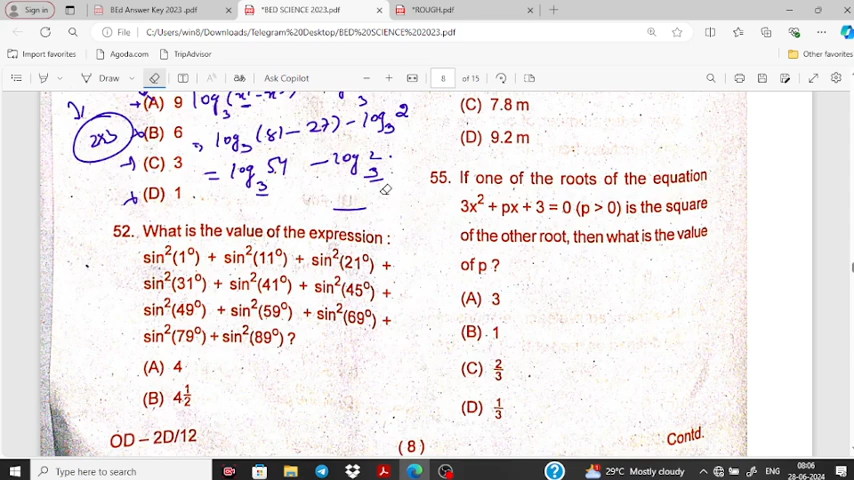 Sign in
BEd Answer Key 2023 .pdf
*BED SCIENCE 2023.pdf
*ROUGH.pdf
File
C:/Users/win8/Downloads/Telegram%20Desktop/BED%20SCIENCE%202023.pdf
Import favorites
Agoda.com
TripAdvisor
Other favorites
Draw
Ask Copilot
8
of 15
(A) 9
(B) 6
(C) 3
(D) 1
2x3
= log3 (81 - 27) - log3 2
= log3 54 - log3 2
52. What is the value of the expression :
sin²(1°) + sin²(11°) + sin²(21°) +
sin²(31°) + sin²(41°) + sin²(45°) +
sin²(49°) + sin²(59°) + sin²(69°) +
sin²(79°) + sin²(89°) ?
(A) 4
(B) 4 1/2
OD – 2D/12
(C) 7.8 m
(D) 9.2 m
55. If one of the roots of the equation
3x² + px + 3 = 0 (p > 0) is the square
of the other root, then what is the value
of p ?
(A) 3
(B) 1
(C) 2/3
(D) 1/3
( 8 )
Contd.
Type here to search
29°C Mostly cloudy
ENG
08:06
28-06-2024